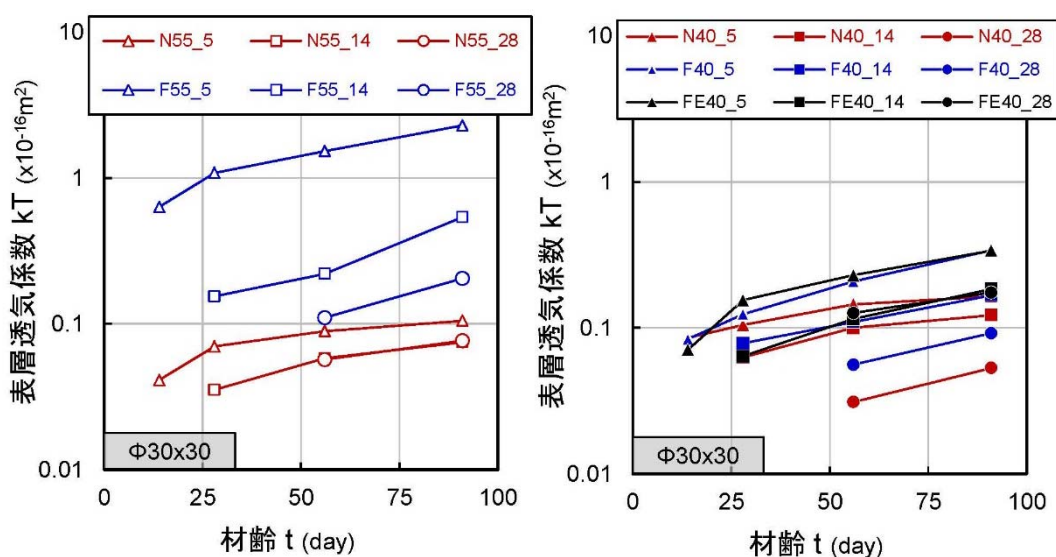 10
N55_5 N55_14 N55_28
F55_5 F55_14 F55_28
1
0.1
0.01
表層透気係数 kT (x10-16m2)
Φ30x30
0 25 50 75 100
材齢 t (day)
10
N40_5 N40_14 N40_28
F40_5 F40_14 F40_28
FE40_5 FE40_14 FE40_28
1
0.1
0.01
表層透気係数 kT (x10-16m2)
Φ30x30
0 25 50 75 100
材齢 t (day)